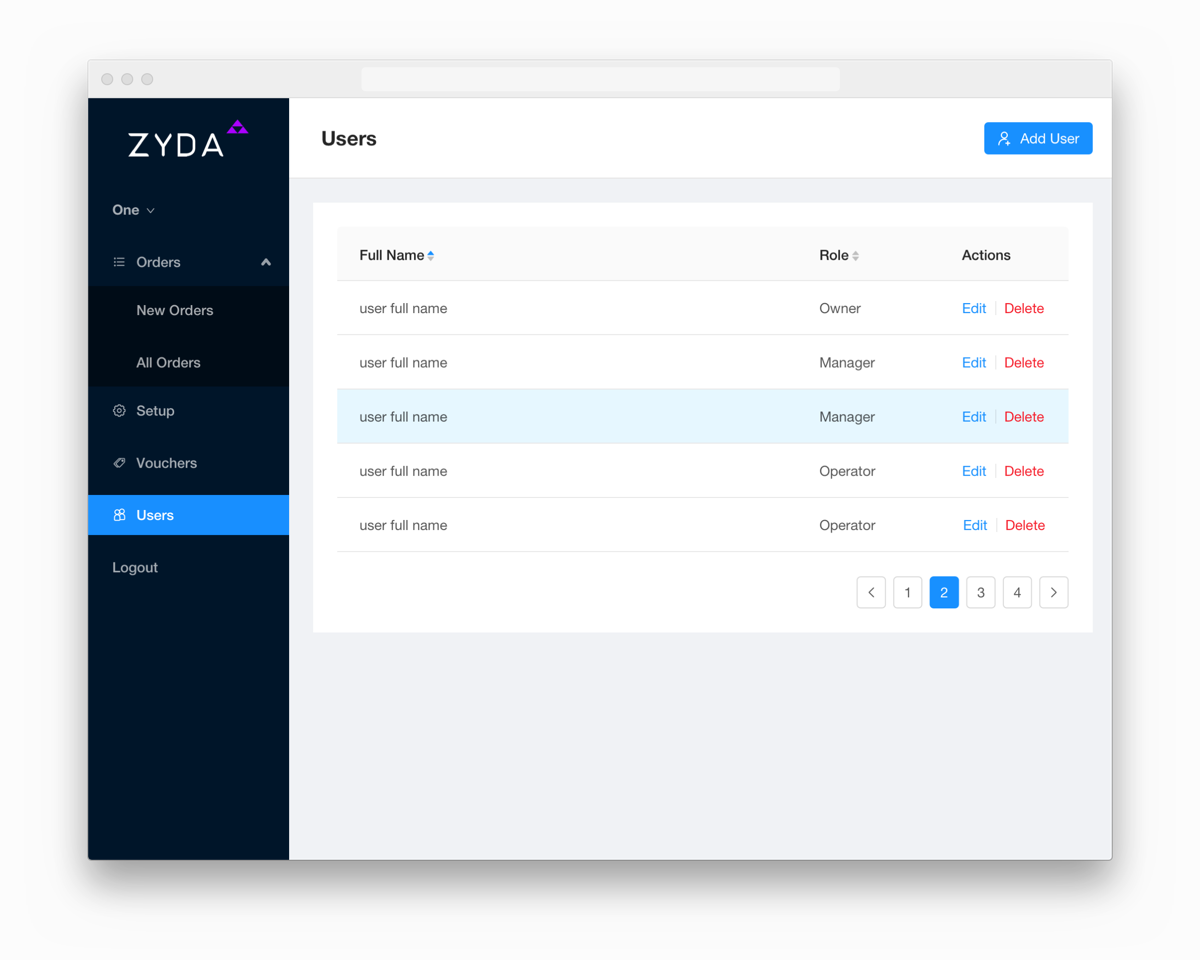 ZYDA
One
Orders
New Orders
All Orders
Setup
Vouchers
Users
Logout
Users
Add User
Full Name Role Actions
user full name Owner Edit Delete
user full name Manager Edit Delete
user full name Manager Edit Delete
user full name Operator Edit Delete
user full name Operator Edit Delete
1 2 3 4